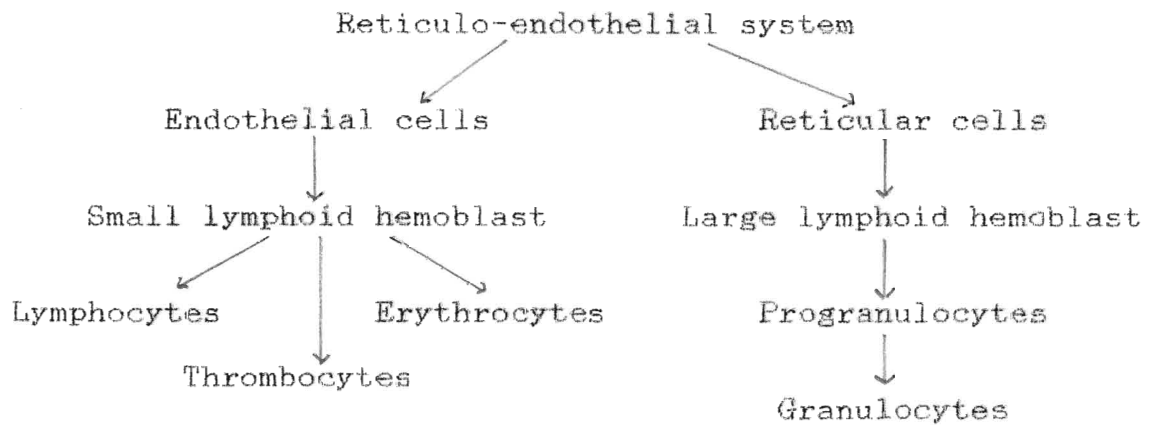 Reticulo-endothelial system
Endothelial cells
Reticular cells
Small lymphoid hemoblast
Large lymphoid hemoblast
Lymphocytes
Erythrocytes
Progranulocytes
Thrombocytes
Granulocytes